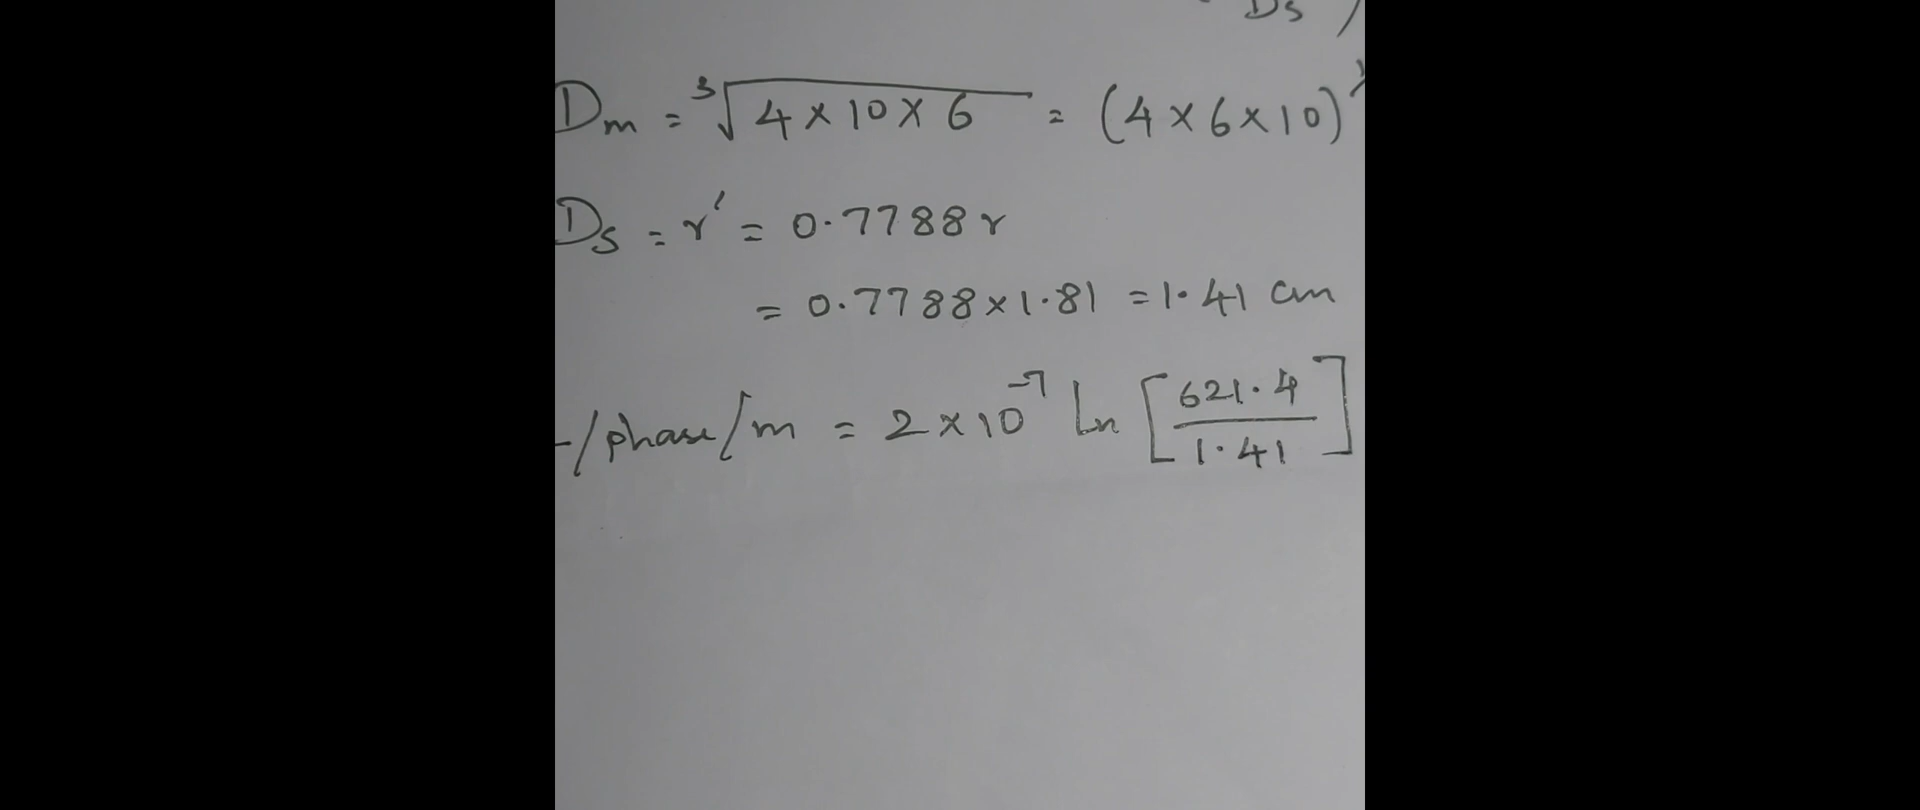 Ds )
Dm = ³√4×10×6 = (4×6×10)
Ds = r' = 0.7788r
= 0.7788×1.81 = 1.41 cm
/phase/m = 2×10⁻⁷ Ln [621.4/1.41]